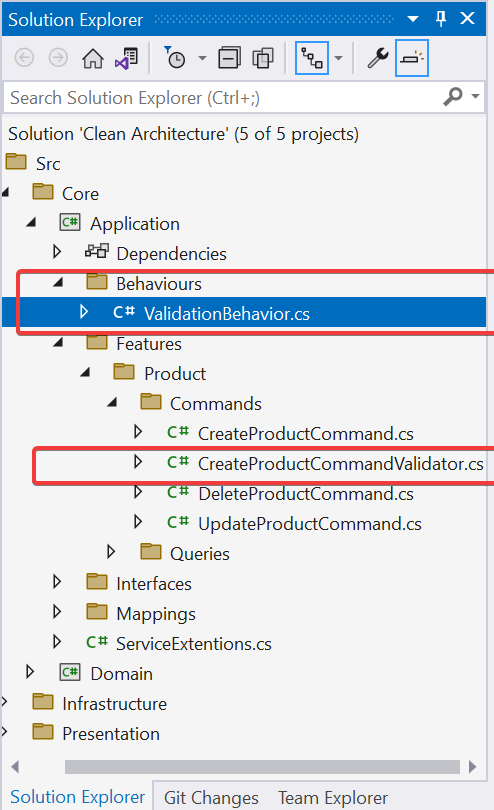 Solution Explorer
Search Solution Explorer (Ctrl+;)
Solution 'Clean Architecture' (5 of 5 projects)
Src
Core
C# Application
Dependencies
Behaviours
C# ValidationBehavior.cs
Features
Product
Commands
C# CreateProductCommand.cs
C# CreateProductCommandValidator.cs
C# DeleteProductCommand.cs
C# UpdateProductCommand.cs
Queries
Interfaces
Mappings
C# ServiceExtentions.cs
C# Domain
Infrastructure
Presentation
Solution Explorer Git Changes Team Explorer